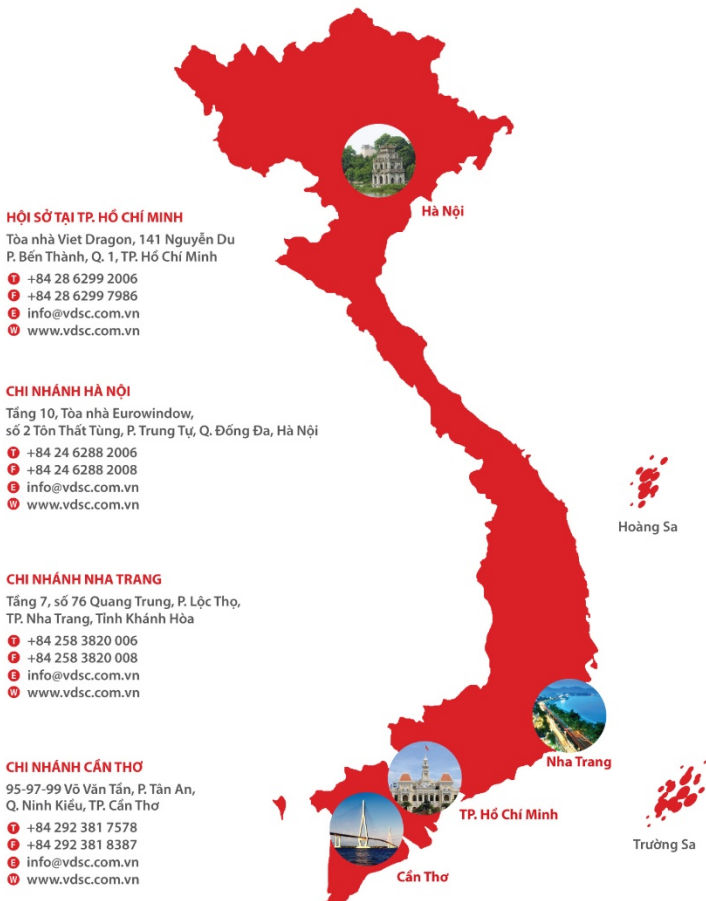 HỘI SỞ TẠI TP. HỒ CHÍ MINH
Tòa nhà Viet Dragon, 141 Nguyễn Du
P. Bến Thành, Q. 1, TP. Hồ Chí Minh
T +84 28 6299 2006
F +84 28 6299 7986
E info@vdsc.com.vn
W www.vdsc.com.vn
CHI NHÁNH HÀ NỘI
Tầng 10, Tòa nhà Eurowindow,
số 2 Tôn Thất Tùng, P. Trung Tự, Q. Đống Đa, Hà Nội
T +84 24 6288 2006
F +84 24 6288 2008
E info@vdsc.com.vn
W www.vdsc.com.vn
CHI NHÁNH NHA TRANG
Tầng 7, số 76 Quang Trung, P. Lộc Thọ,
TP. Nha Trang, Tỉnh Khánh Hòa
T +84 258 3820 006
F +84 258 3820 008
E info@vdsc.com.vn
W www.vdsc.com.vn
CHI NHÁNH CẦN THƠ
95-97-99 Võ Văn Tần, P. Tân An,
Q. Ninh Kiều, TP. Cần Thơ
T +84 292 381 7578
F +84 292 381 8387
E info@vdsc.com.vn
W www.vdsc.com.vn
Hà Nội
Hoàng Sa
Nha Trang
TP. Hồ Chí Minh
Trường Sa
Cần Thơ